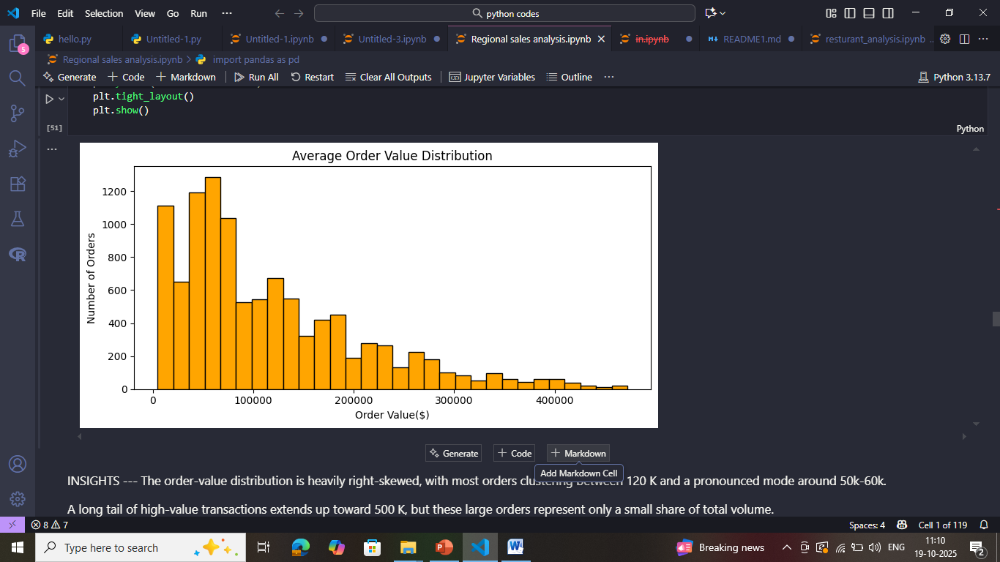 File Edit Selection View Go Run ··· python codes
hello.py Untitled-1.py Untitled-1.ipynb Untitled-3.ipynb Regional sales analysis.ipynb in.ipynb README1.md resturant_analysis.ipynb ..
5
Regional sales analysis.ipynb > import pandas as pd
Generate + Code + Markdown Run All Restart Clear All Outputs Jupyter Variables Outline ··· Python 3.13.7
plt.tight_layout()
plt.show()
[51] Python
Average Order Value Distribution
Number of Orders
1200
1000
800
600
400
200
0
0 100000 200000 300000 400000
Order Value($)
Generate + Code + Markdown
Add Markdown Cell
INSIGHTS --- The order-value distribution is heavily right-skewed, with most orders clustering between 120 K and a pronounced mode around 50k-60k.
A long tail of high-value transactions extends up toward 500 K, but these large orders represent only a small share of total volume.
8 7 Spaces: 4 Cell 1 of 119
Type here to search Breaking news ENG 11:10
19-10-2025
2